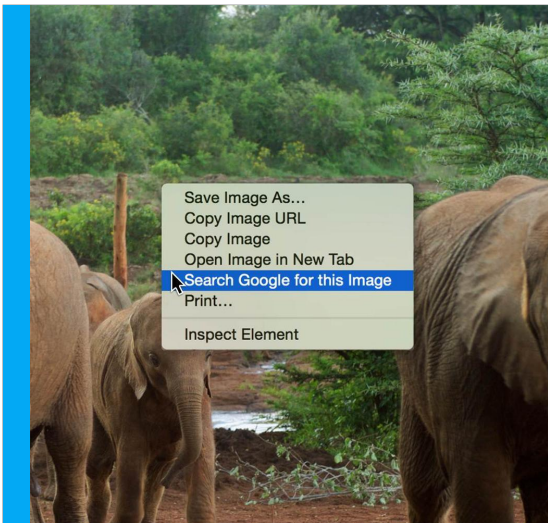 Save Image As…
Copy Image URL
Copy Image
Open Image in New Tab
Search Google for this Image
Print…
Inspect Element